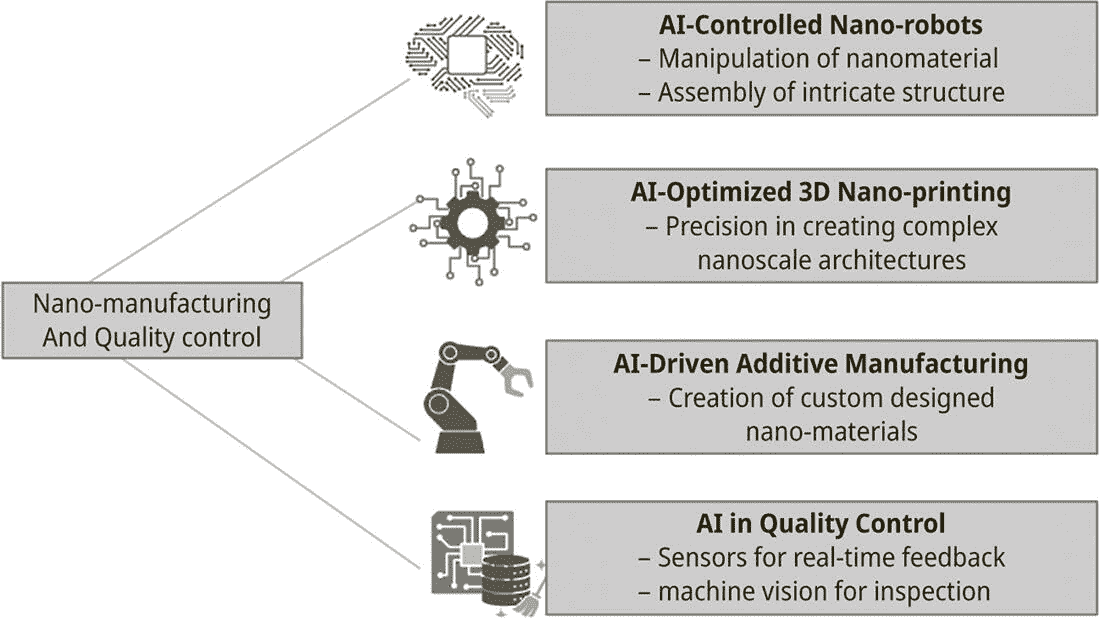 AI-Controlled Nano-robots
– Manipulation of nanomaterial
– Assembly of intricate structure
AI-Optimized 3D Nano-printing
– Precision in creating complex
nanoscale architectures
Nano-manufacturing
And Quality control
AI-Driven Additive Manufacturing
– Creation of custom designed
nano-materials
AI in Quality Control
– Sensors for real-time feedback
– machine vision for inspection